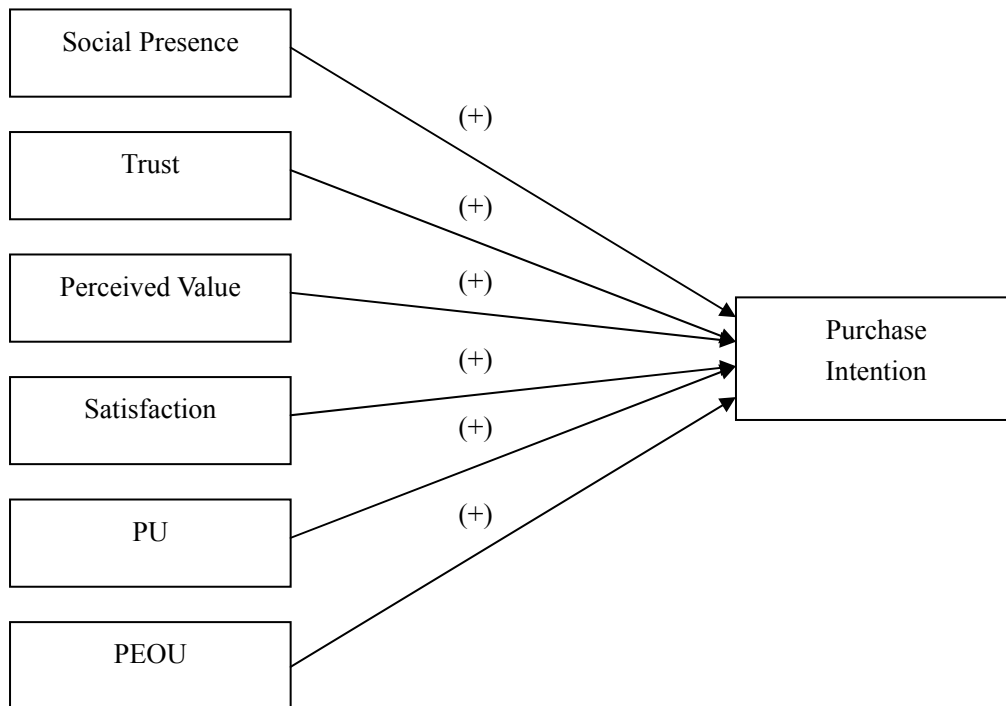 Social Presence
(+)
Trust
(+)
Perceived Value
(+)
Purchase
Intention
(+)
Satisfaction
(+)
PU
(+)
PEOU